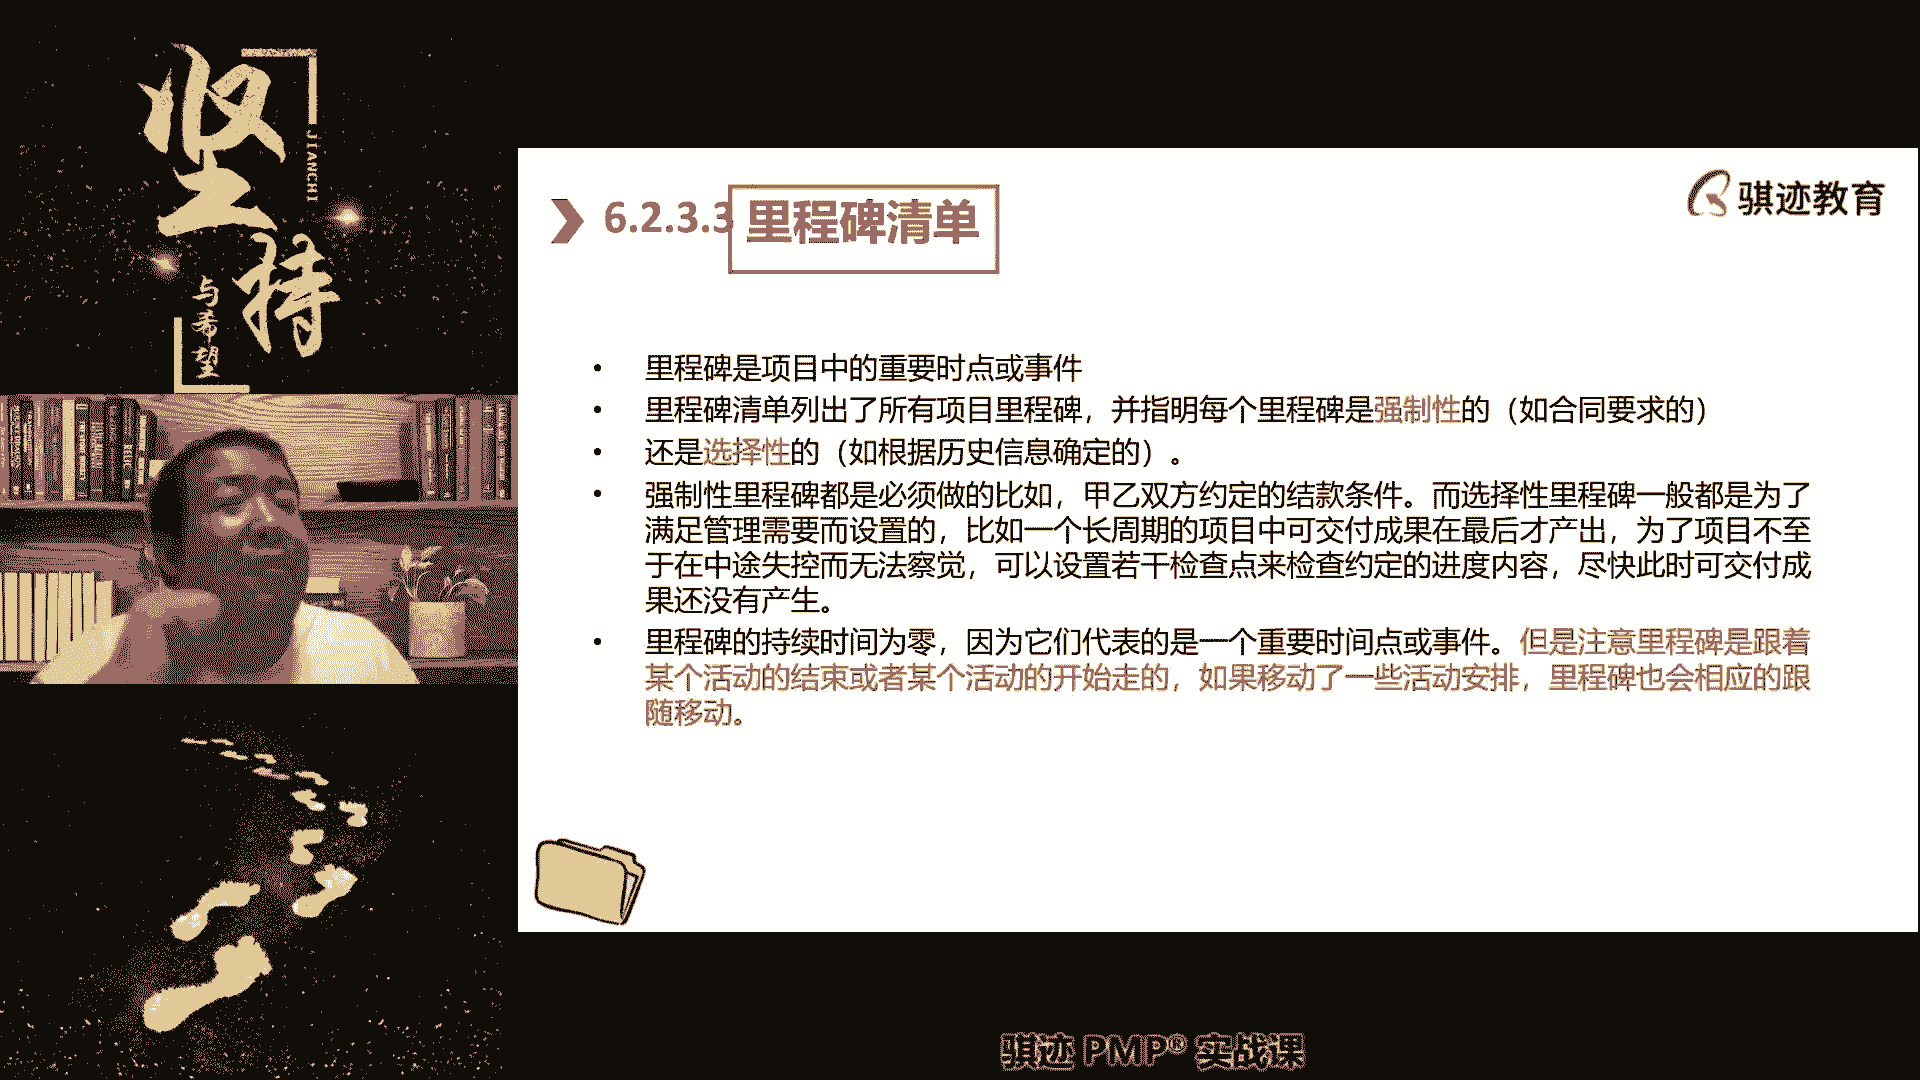 坚持
JIANCHI
与希望
骐迹教育
6.2.3.3 里程碑清单
• 里程碑是项目中的重要时点或事件
• 里程碑清单列出了所有项目里程碑，并指明每个里程碑是强制性的（如合同要求的）
• 还是选择性的（如根据历史信息确定的）。
• 强制性里程碑都是必须做的比如，甲乙双方约定的结款条件。而选择性里程碑一般都是为了
满足管理需要而设置的，比如一个长周期的项目中可交付成果在最后才产出，为了项目不至
于在中途失控而无法察觉，可以设置若干检查点来检查约定的进度内容，尽快此时可交付成
果还没有产生。
• 里程碑的持续时间为零，因为它们代表的是一个重要时间点或事件。但是注意里程碑是跟着
某个活动的结束或者某个活动的开始走的，如果移动了一些活动安排，里程碑也会相应的跟
随移动。
骐迹 PMP® 实战课